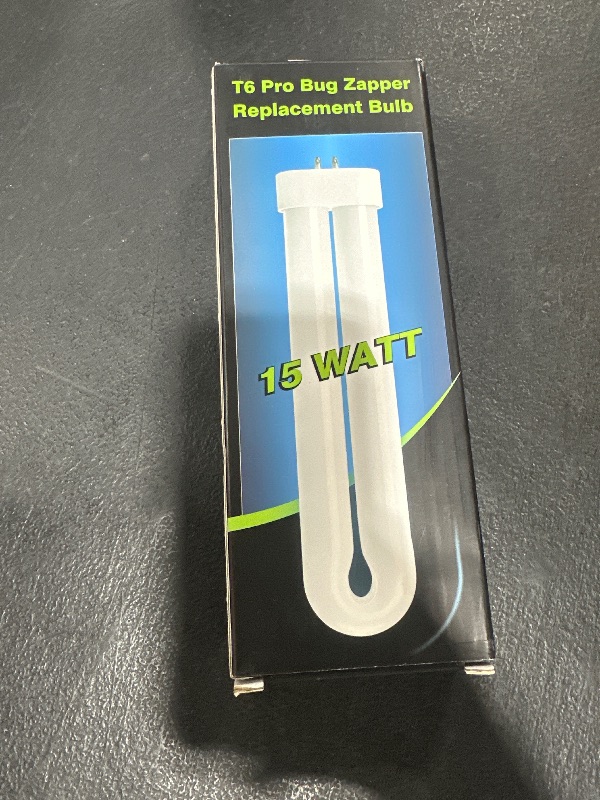 T6 Pro Bug Zapper
Replacement Bulb
15 WATT